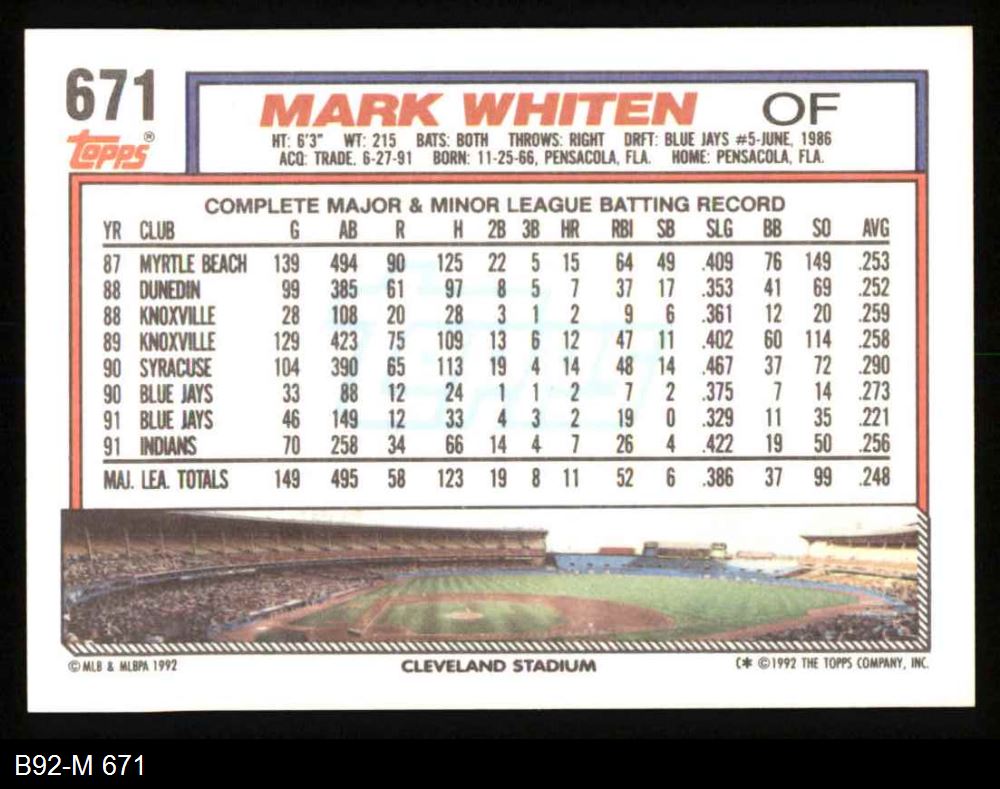 671
Topps®
MARK WHITEN OF
HT: 6'3" WT: 215 BATS: BOTH THROWS: RIGHT DRFT: BLUE JAYS #5-JUNE, 1986
ACQ: TRADE, 6-27-91 BORN: 11-25-66, PENSACOLA, FLA. HOME: PENSACOLA, FLA.
COMPLETE MAJOR & MINOR LEAGUE BATTING RECORD
YR CLUB G AB R H 2B 3B HR RBI SB SLG BB SO AVG
87 MYRTLE BEACH 139 494 90 125 22 5 15 64 49 .409 76 149 .253
88 DUNEDIN 99 385 61 97 8 5 7 37 17 .353 41 69 .252
88 KNOXVILLE 28 108 20 28 3 1 2 9 6 .361 12 20 .259
89 KNOXVILLE 129 423 75 109 13 6 12 47 11 .402 60 114 .258
90 SYRACUSE 104 390 65 113 19 4 14 48 14 .467 37 72 .290
90 BLUE JAYS 33 88 12 24 1 1 2 7 2 .375 7 14 .273
91 BLUE JAYS 46 149 12 33 4 3 2 19 0 .329 11 35 .221
91 INDIANS 70 258 34 66 14 4 7 26 4 .422 19 50 .256
MAJ. LEA. TOTALS 149 495 58 123 19 8 11 52 6 .386 37 99 .248
© MLB & MLBPA 1992 CLEVELAND STADIUM (* ©1992 THE TOPPS COMPANY, INC.
B92-M 671